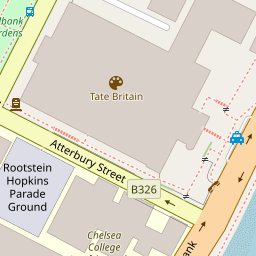 Tate Britain
Atterbury Street
B326
Rootstein
Hopkins
Parade
Ground
Chelsea
College